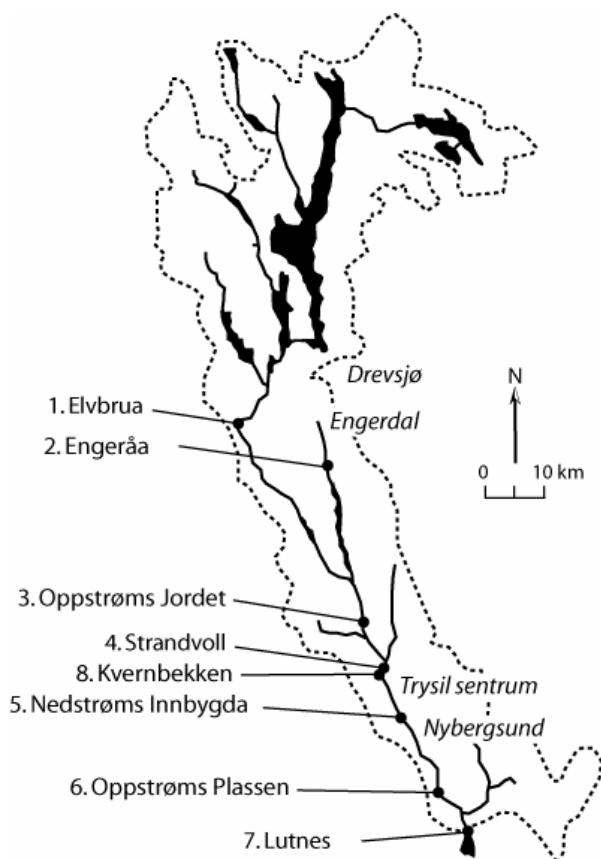 Drevsjø
N
1. Elvbrua
Engerdal
2. Engeråa
0 10 km
3. Oppstrøms Jordet
4. Strandvoll
8. Kvernbekken
Trysil sentrum
5. Nedstrøms Innbygda
Nybergsund
6. Oppstrøms Plassen
7. Lutnes